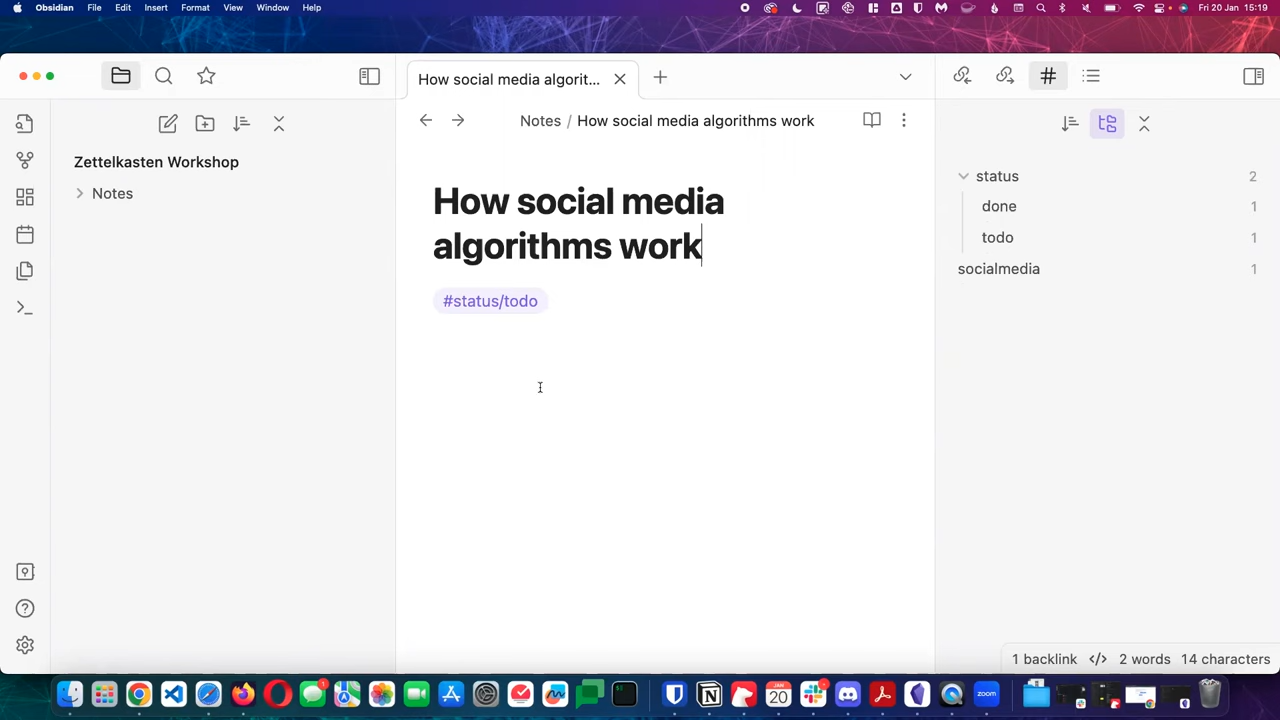 Obsidian File Edit Insert Format View Window Help
Fri 20 Jan 15:19
How social media algorit...
Notes / How social media algorithms work
Zettelkasten Workshop
Notes
How social media
algorithms work
#status/todo
status 2
done 1
todo 1
socialmedia 1
1 backlink 2 words 14 characters
JAN
20
zoom